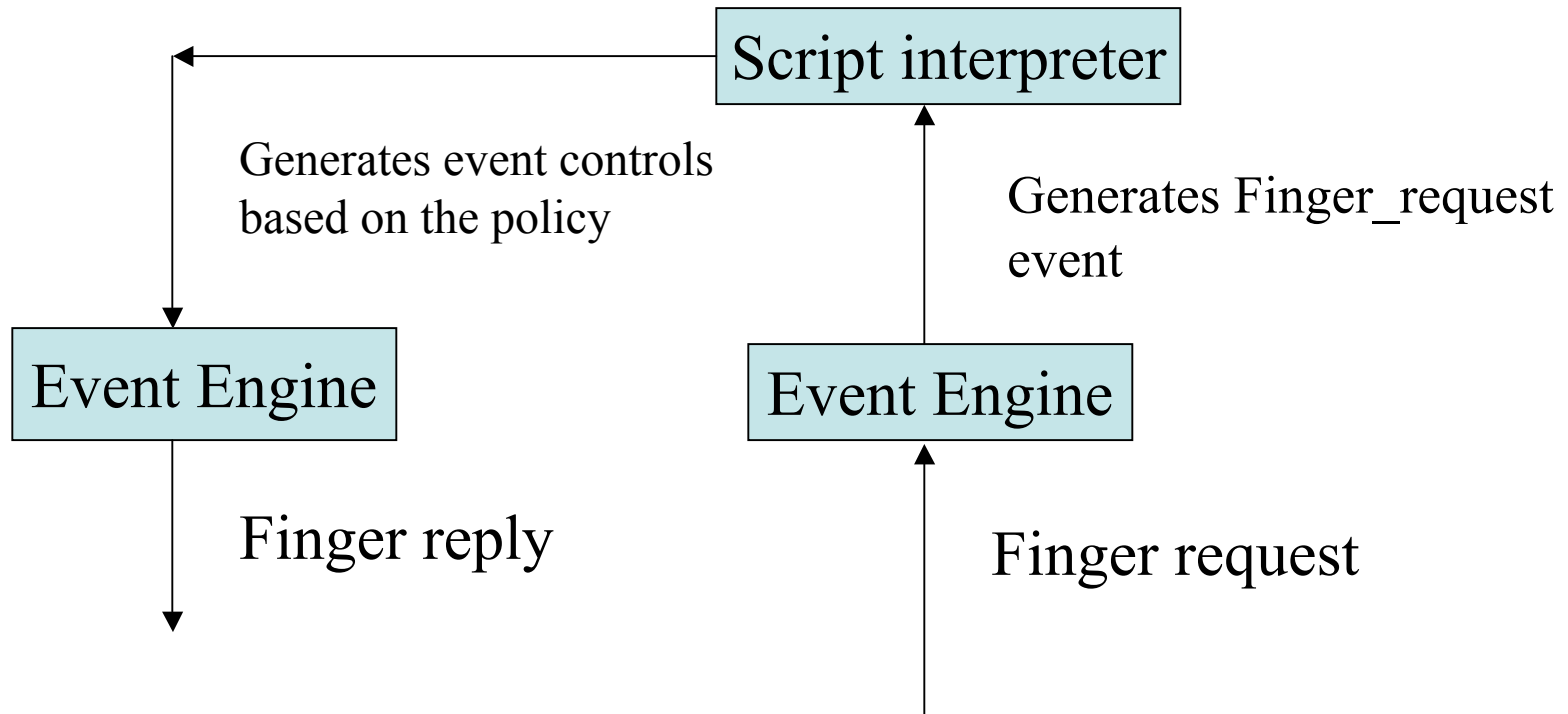 Script interpreter
Generates event controls
based on the policy
Generates Finger_request
event
Event Engine
Event Engine
Finger reply
Finger request